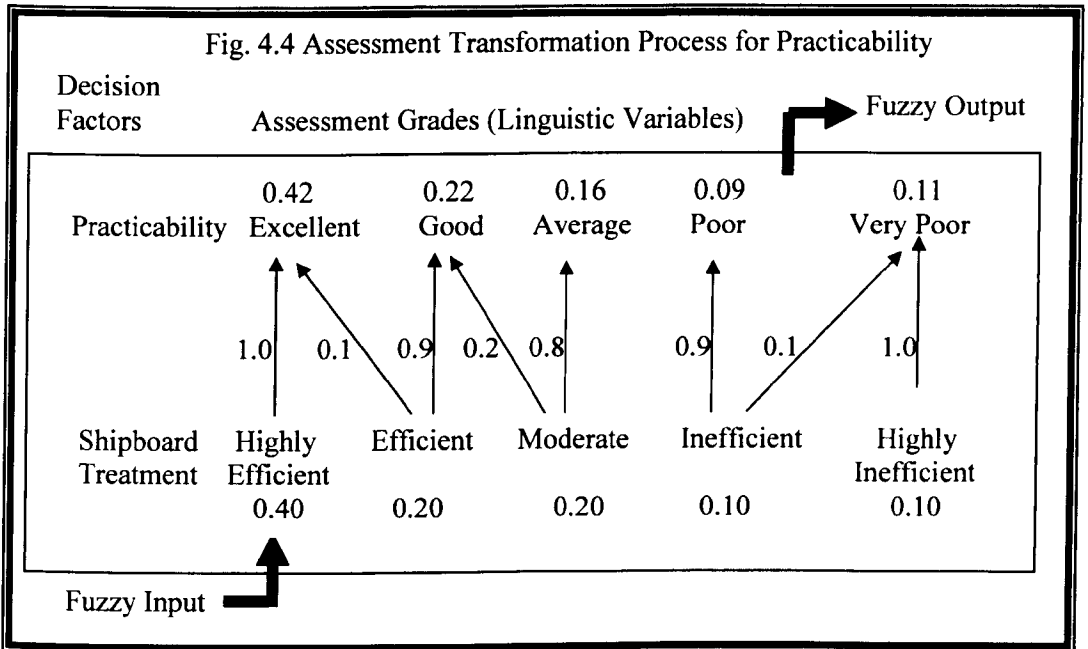 Fig. 4.4 Assessment Transformation Process for Practicability
Decision
Factors Assessment Grades (Linguistic Variables) Fuzzy Output
0.42 0.22 0.16 0.09 0.11
Practicability Excellent Good Average Poor Very Poor
1.0 0.1 0.9 0.2 0.8 0.9 0.1 1.0
Shipboard Highly Efficient Moderate Inefficient Highly
Treatment Efficient Inefficient
0.40 0.20 0.20 0.10 0.10
Fuzzy Input